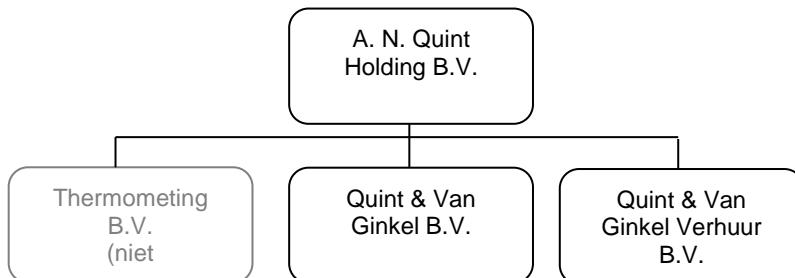 A. N. Quint
Holding B.V.
Thermometing
B.V.
(niet
Quint & Van
Ginkel B.V.
Quint & Van
Ginkel Verhuur
B.V.